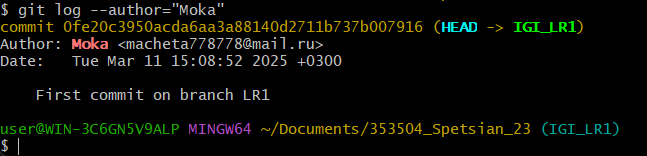 $ git log --author="Moka"
commit 0fe20c3950acda6aa3a88140d2711b737b007916 (HEAD -> IGI_LR1)
Author: Moka <macheta778778@mail.ru>
Date:   Tue Mar 11 15:08:52 2025 +0300
    First commit on branch LR1
user@WIN-3C6GN5V9ALP MINGW64 ~/Documents/353504_Spetsian_23 (IGI_LR1)
$